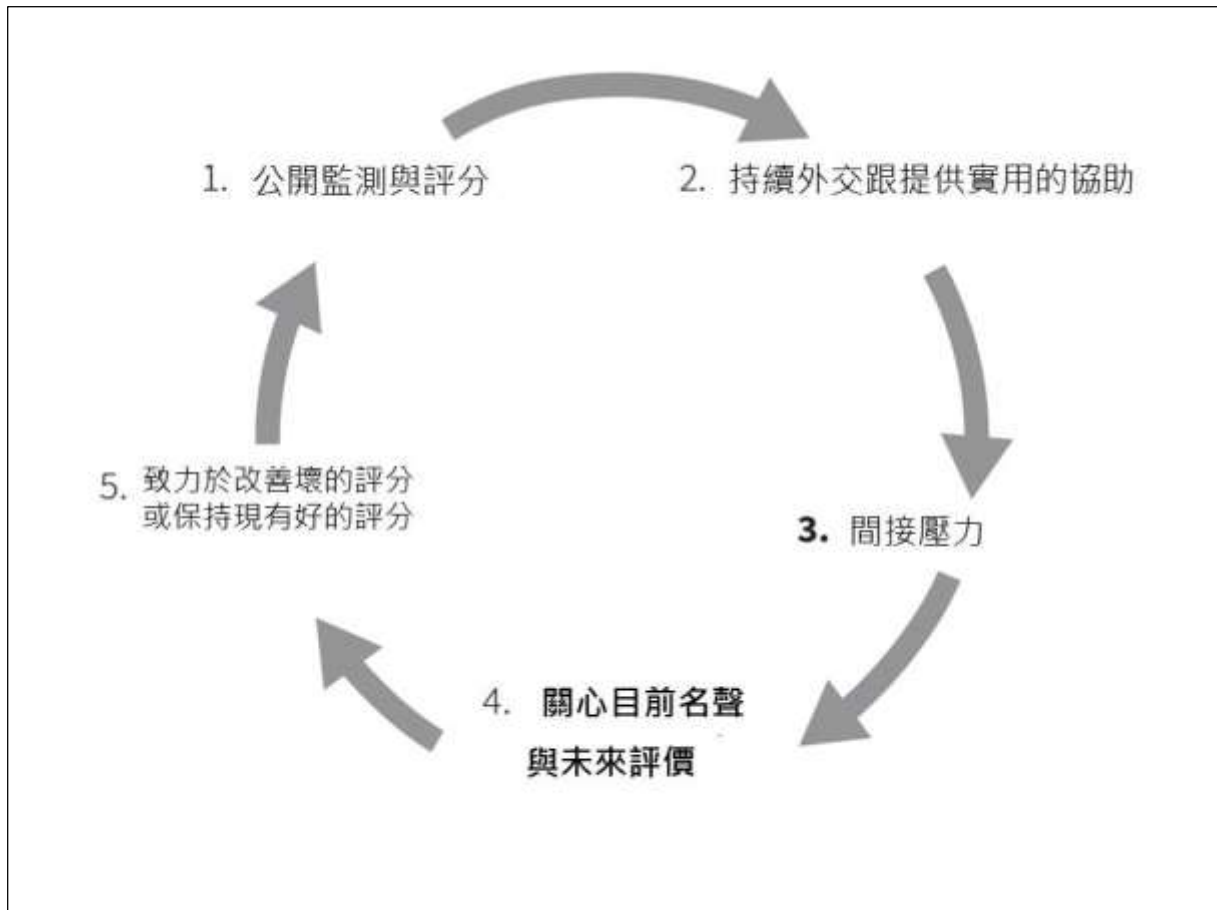 1. 公開監測與評分
2. 持續外交跟提供實用的協助
3. 間接壓力
4. 關心目前名聲
與未來評價
5. 致力於改善壞的評分
或保持現有好的評分